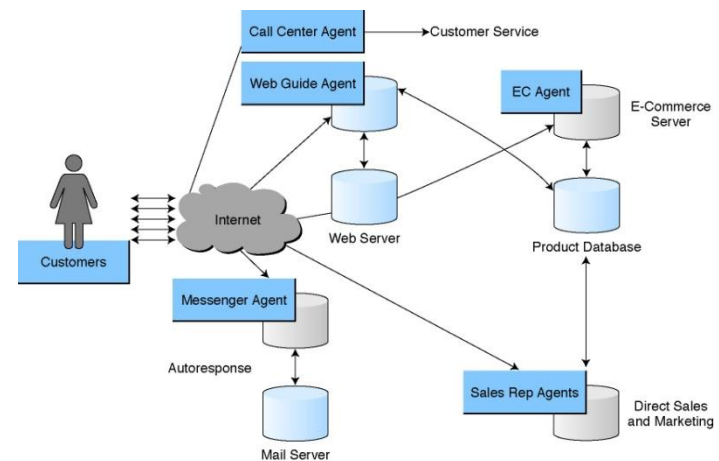 Call Center Agent
Customer Service
Web Guide Agent
EC Agent
E-Commerce
Server
Internet
Web Server
Product Database
Customers
Messenger Agent
Autoresponse
Sales Rep Agents
Direct Sales
and Marketing
Mail Server